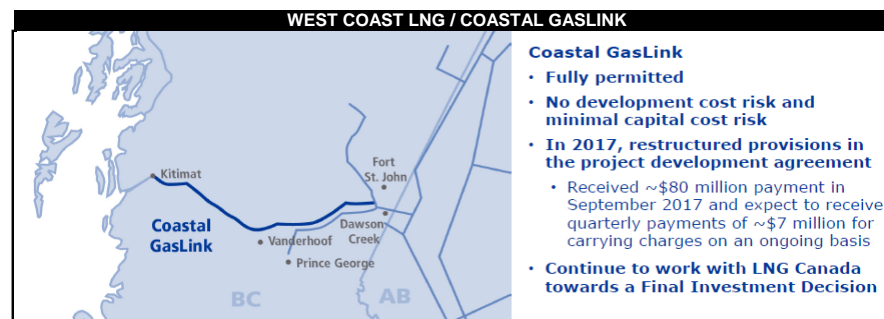 WEST COAST LNG / COASTAL GASLINK
Kitimat
Fort
St. John
Coastal
GasLink
Vanderhoof
Dawson
Creek
Prince George
BC
AB
Coastal GasLink
• Fully permitted
• No development cost risk and
minimal capital cost risk
• In 2017, restructured provisions in
the project development agreement
• Received ~$80 million payment in
September 2017 and expect to receive
quarterly payments of ~$7 million for
carrying charges on an ongoing basis
• Continue to work with LNG Canada
towards a Final Investment Decision